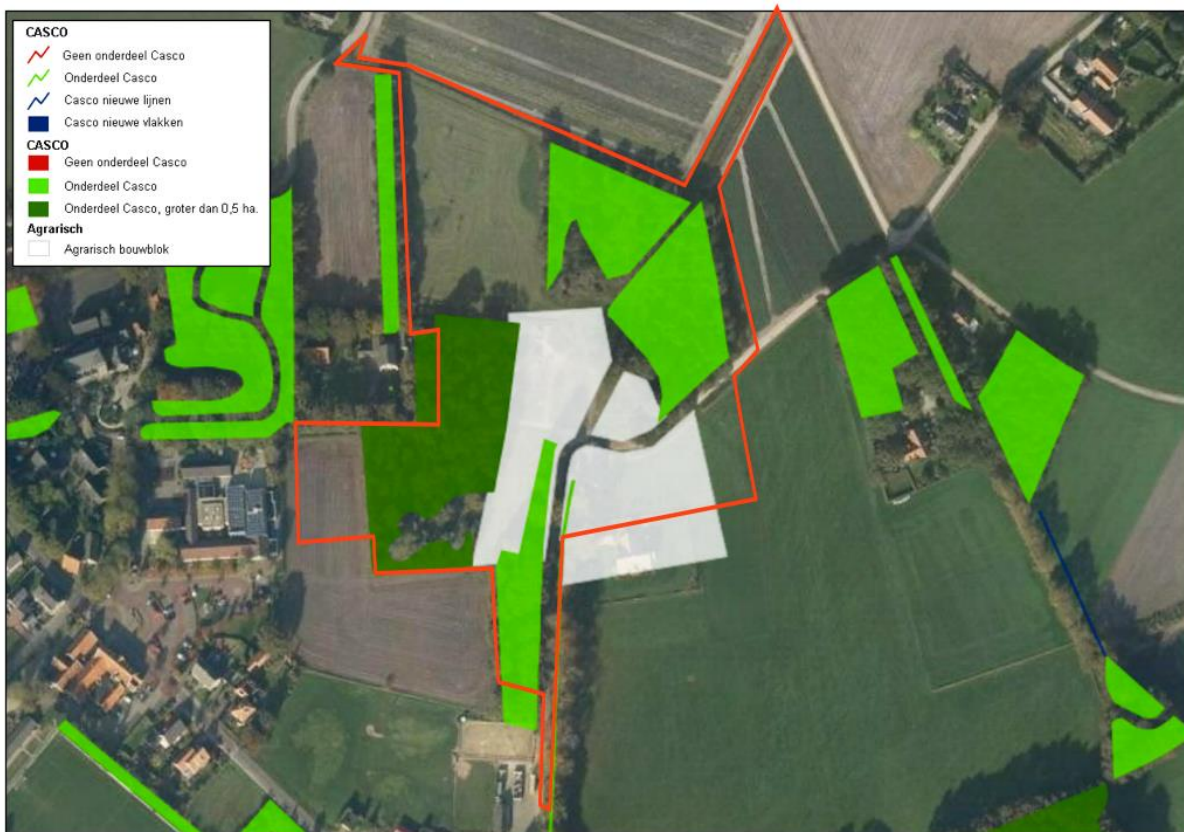 CASCO
Geen onderdeel Casco
Onderdeel Casco
Casco nieuwe lijnen
Casco nieuwe vlakken
CASCO
Geen onderdeel Casco
Onderdeel Casco
Onderdeel Casco, groter dan 0,5 ha.
Agrarisch
Agrarisch bouwblok